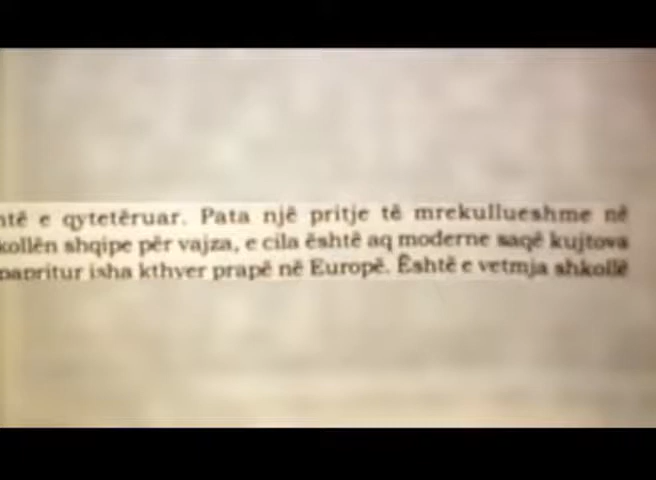 htë e qytetëruar. Pata një pritje të mrekullueshme në
kollën shqipe për vajza, e cila është aq moderne saqë kujtova
papritur isha kthyer prapë në Europë. Është e vetmja shkollë